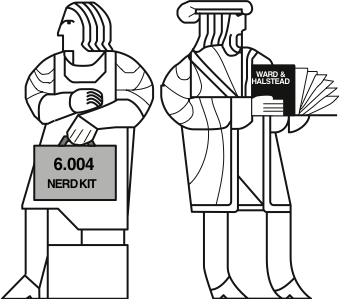 6.004
NERD KIT
WARD &
HALSTEAD